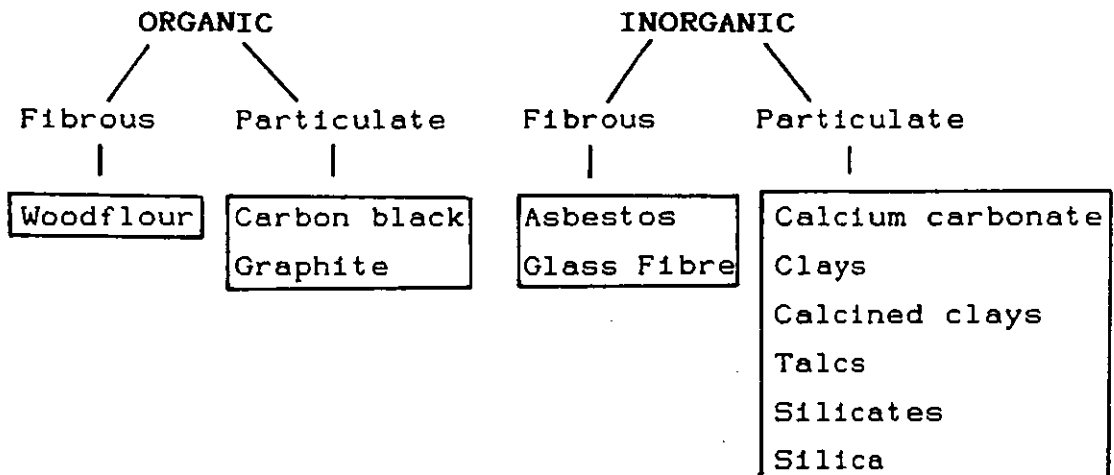 ORGANIC INORGANIC
Fibrous Particulate Fibrous Particulate
Woodflour Carbon black Asbestos Calcium carbonate
Graphite Glass Fibre Clays
Calcined clays
Talcs
Silicates
Silica